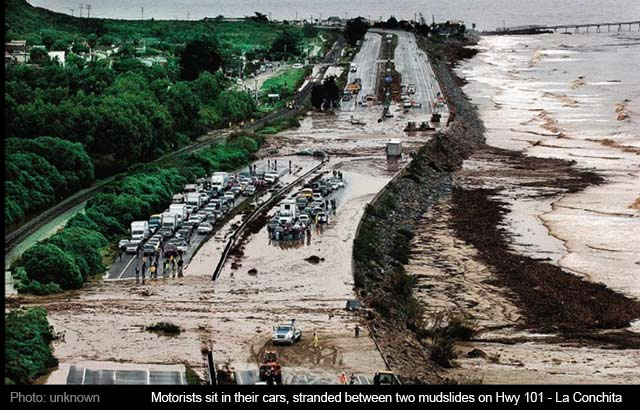 Photo: unknown
Motorists sit in their cars, stranded between two mudslides on Hwy 101 - La Conchita